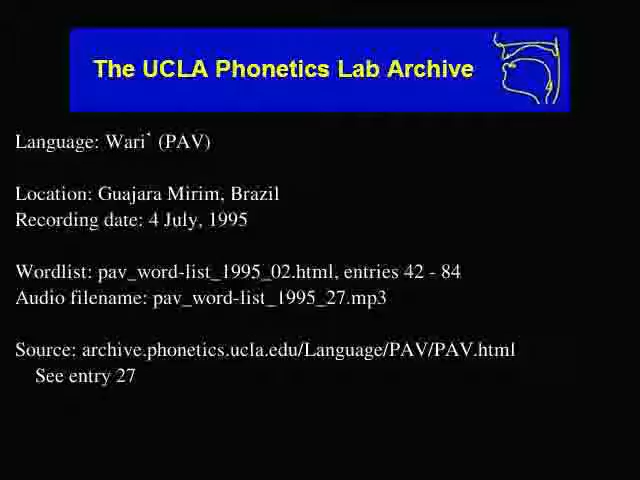 The UCLA Phonetics Lab Archive
Language: Wari` (PAV)
Location: Guajara Mirim, Brazil
Recording date: 4 July, 1995
Wordlist: pav_word-list_1995_02.html, entries 42 - 84
Audio filename: pav_word-list_1995_27.mp3
Source: archive.phonetics.ucla.edu/Language/PAV/PAV.html
See entry 27